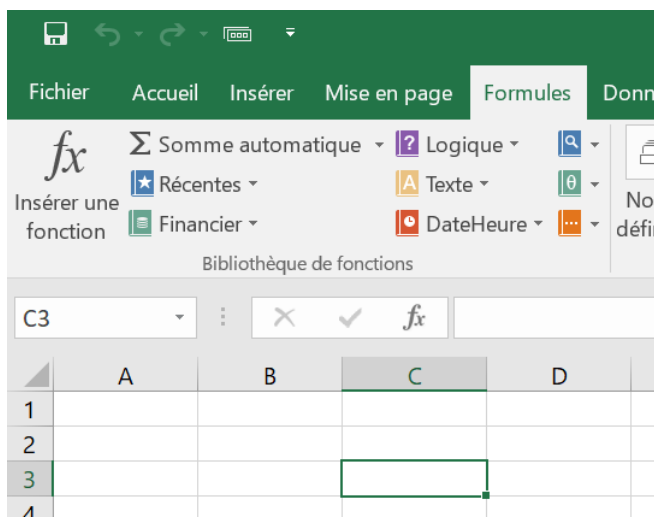 Fichier Accueil Insérer Mise en page Formules Donn
fx Σ Somme automatique ? Logique
Insérer une Récentes A Texte θ No
fonction Financier DateHeure défi
Bibliothèque de fonctions
C3 fx
A B C D
1
2
3
4